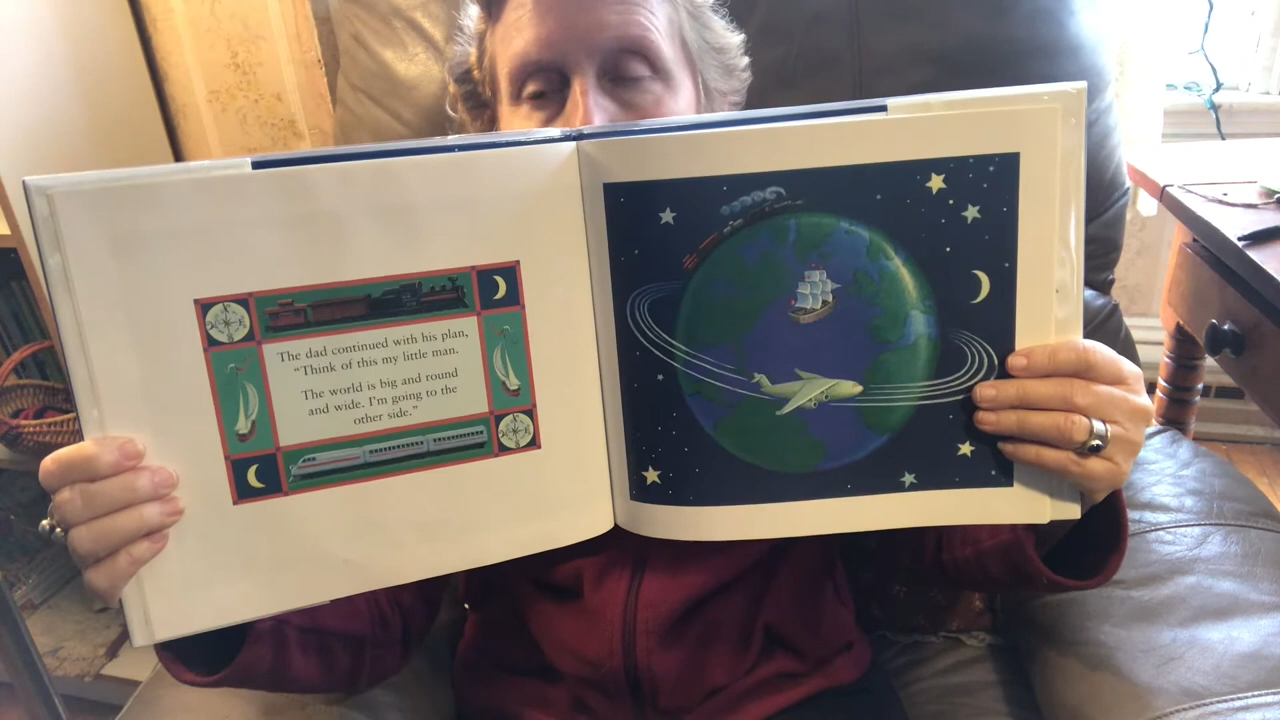 The dad continued with his plan,
“Think of this my little man.
The world is big and round
and wide. I'm going to the
other side.”